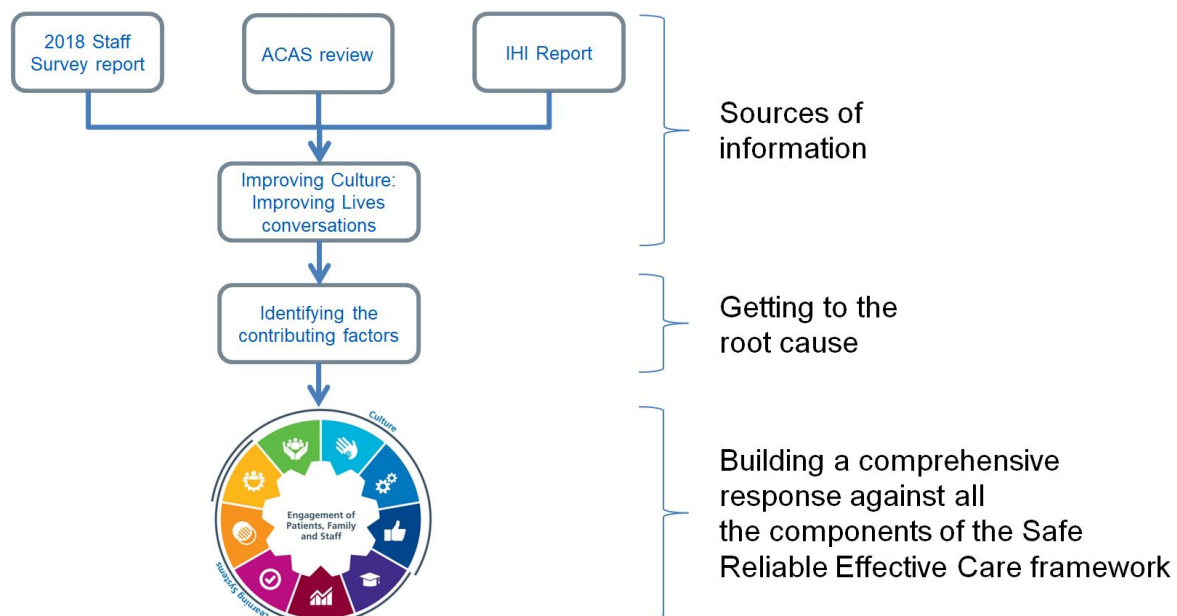 2018 Staff
Survey report
ACAS review
IHI Report
Sources of
information
Improving Culture:
Improving Lives
conversations
Identifying the
contributing factors
Getting to the
root cause
Culture
Engagement of
Patients, Family
and Staff
Learning Systems
Building a comprehensive
response against all
the components of the Safe
Reliable Effective Care framework